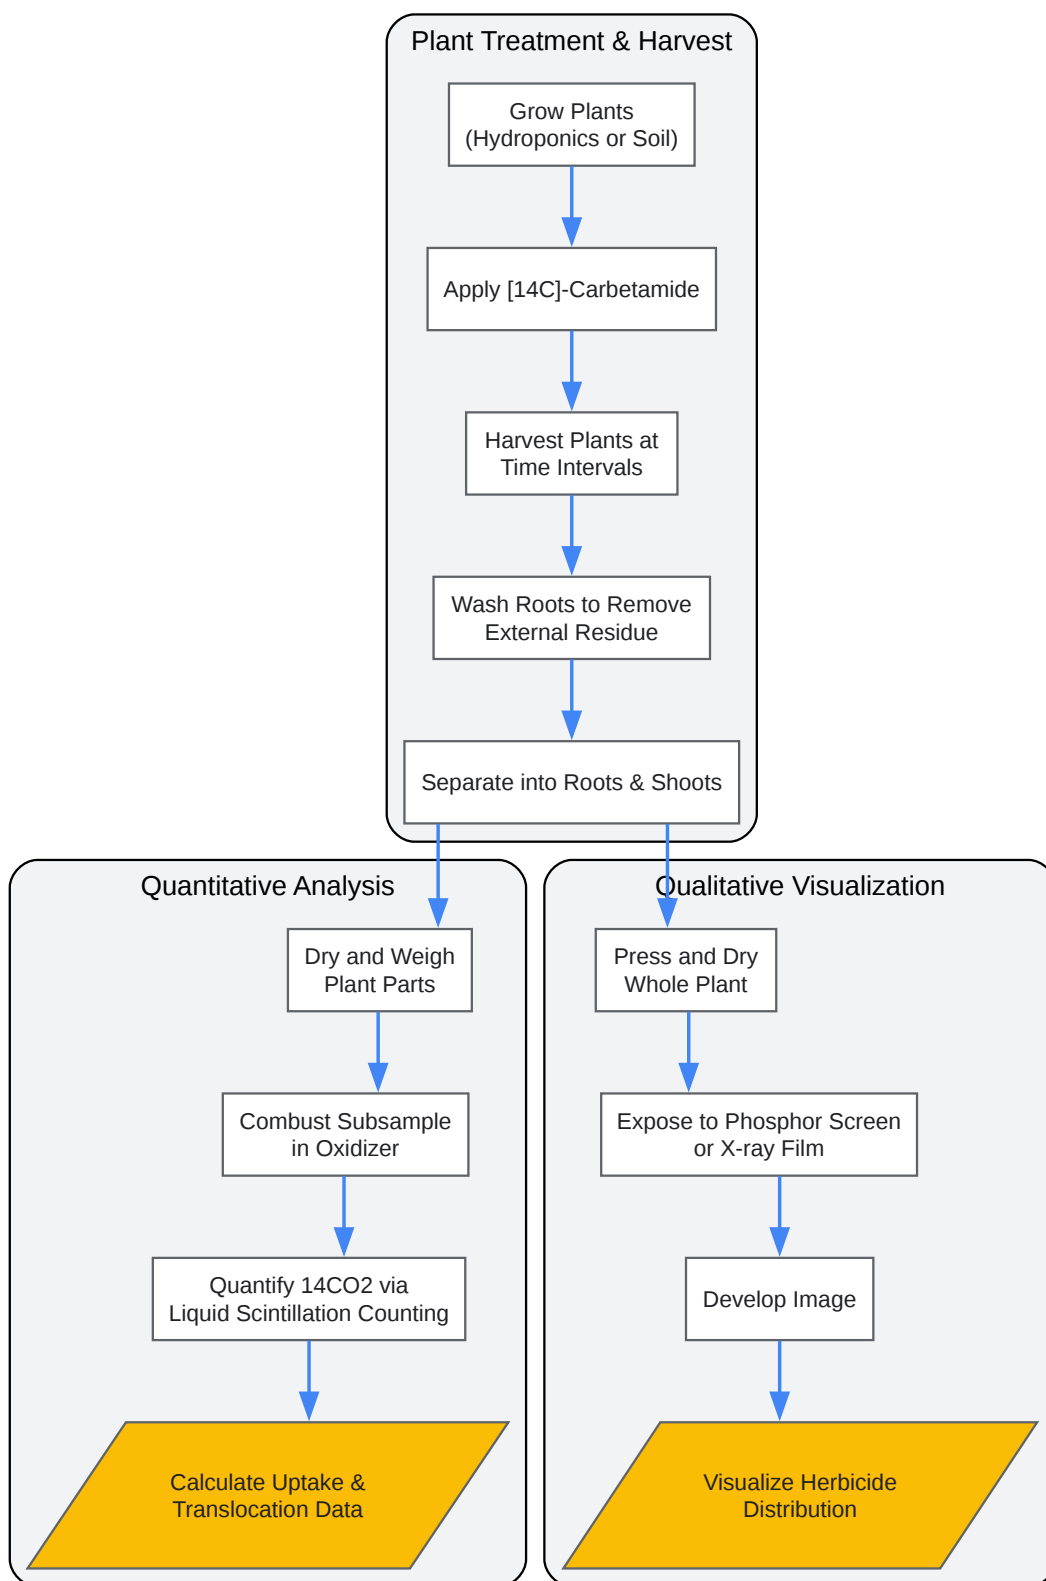 Plant Treatment & Harvest
Grow Plants
(Hydroponics or Soil)
Apply [14C]-Carbetamide
Harvest Plants at
Time Intervals
Wash Roots to Remove
External Residue
Separate into Roots & Shoots
Quantitative Analysis
Dry and Weigh
Plant Parts
Combust Subsample
in Oxidizer
Quantify 14CO2 via
Liquid Scintillation Counting
Calculate Uptake &
Translocation Data
Qualitative Visualization
Press and Dry
Whole Plant
Expose to Phosphor Screen
or X-ray Film
Develop Image
Visualize Herbicide
Distribution